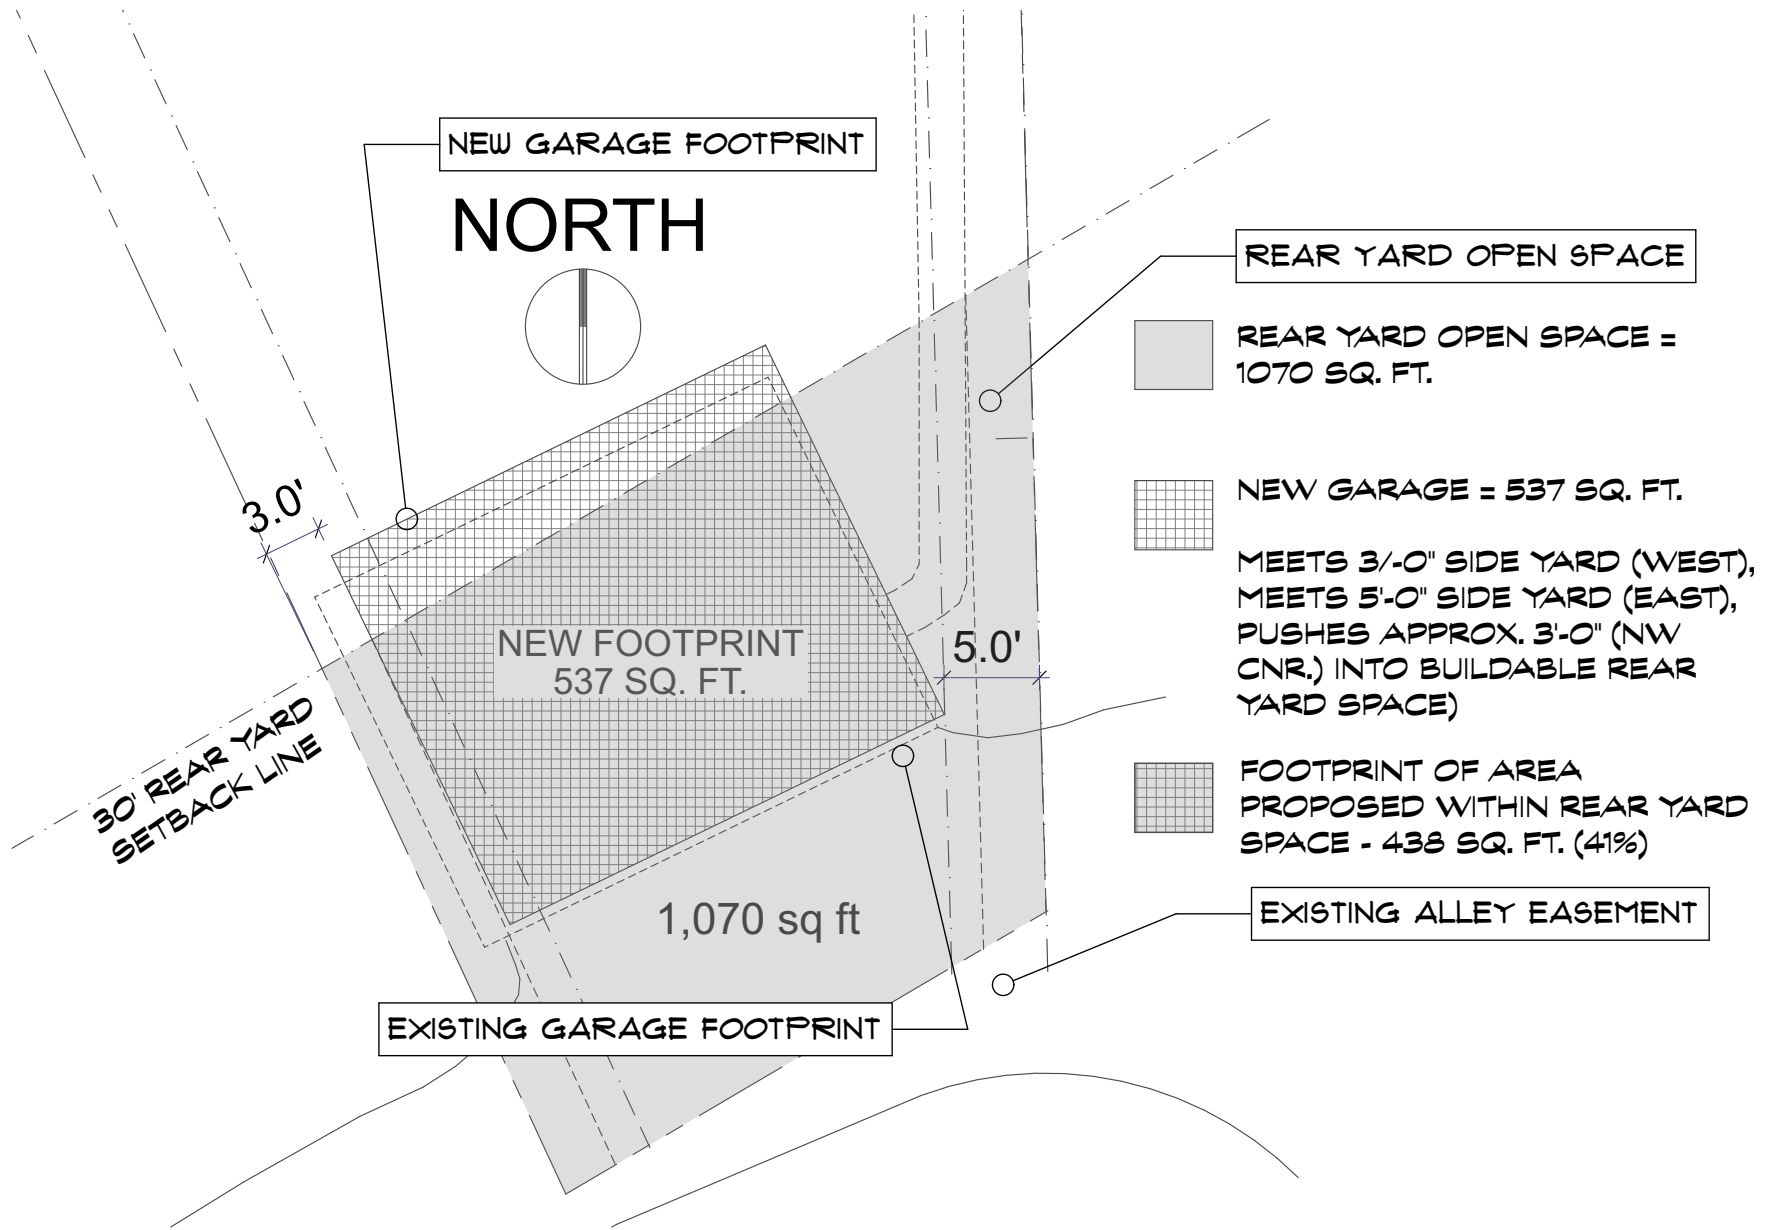 NEW GARAGE FOOTPRINT
NORTH
REAR YARD OPEN SPACE
REAR YARD OPEN SPACE =
1070 SQ. FT.
3.0'
NEW GARAGE = 537 SQ. FT.
MEETS 3/-0" SIDE YARD (WEST),
MEETS 5'-0" SIDE YARD (EAST),
PUSHES APPROX. 3'-0" (NW
CNR.) INTO BUILDABLE REAR
YARD SPACE)
NEW FOOTPRINT
537 SQ. FT.
5.0'
30' REAR YARD
SETBACK LINE
FOOTPRINT OF AREA
PROPOSED WITHIN REAR YARD
SPACE - 438 SQ. FT. (41%)
1,070 sq ft
EXISTING ALLEY EASEMENT
EXISTING GARAGE FOOTPRINT